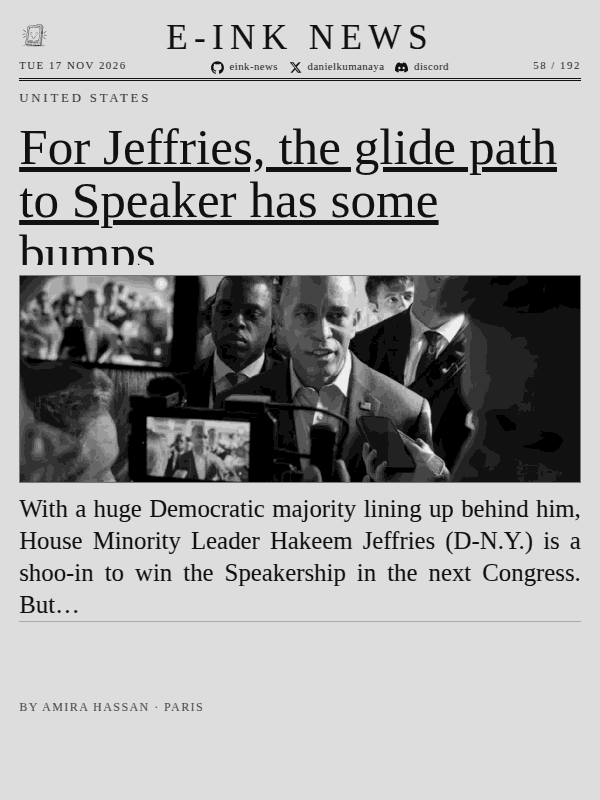 E-INK NEWS
TUE 17 NOV 2026
eink-news danielkumanaya discord
58 / 192
UNITED STATES
For Jeffries, the glide path
to Speaker has some
bumps
With a huge Democratic majority lining up behind him,
House Minority Leader Hakeem Jeffries (D-N.Y.) is a
shoo-in to win the Speakership in the next Congress.
But…
BY AMIRA HASSAN · PARIS